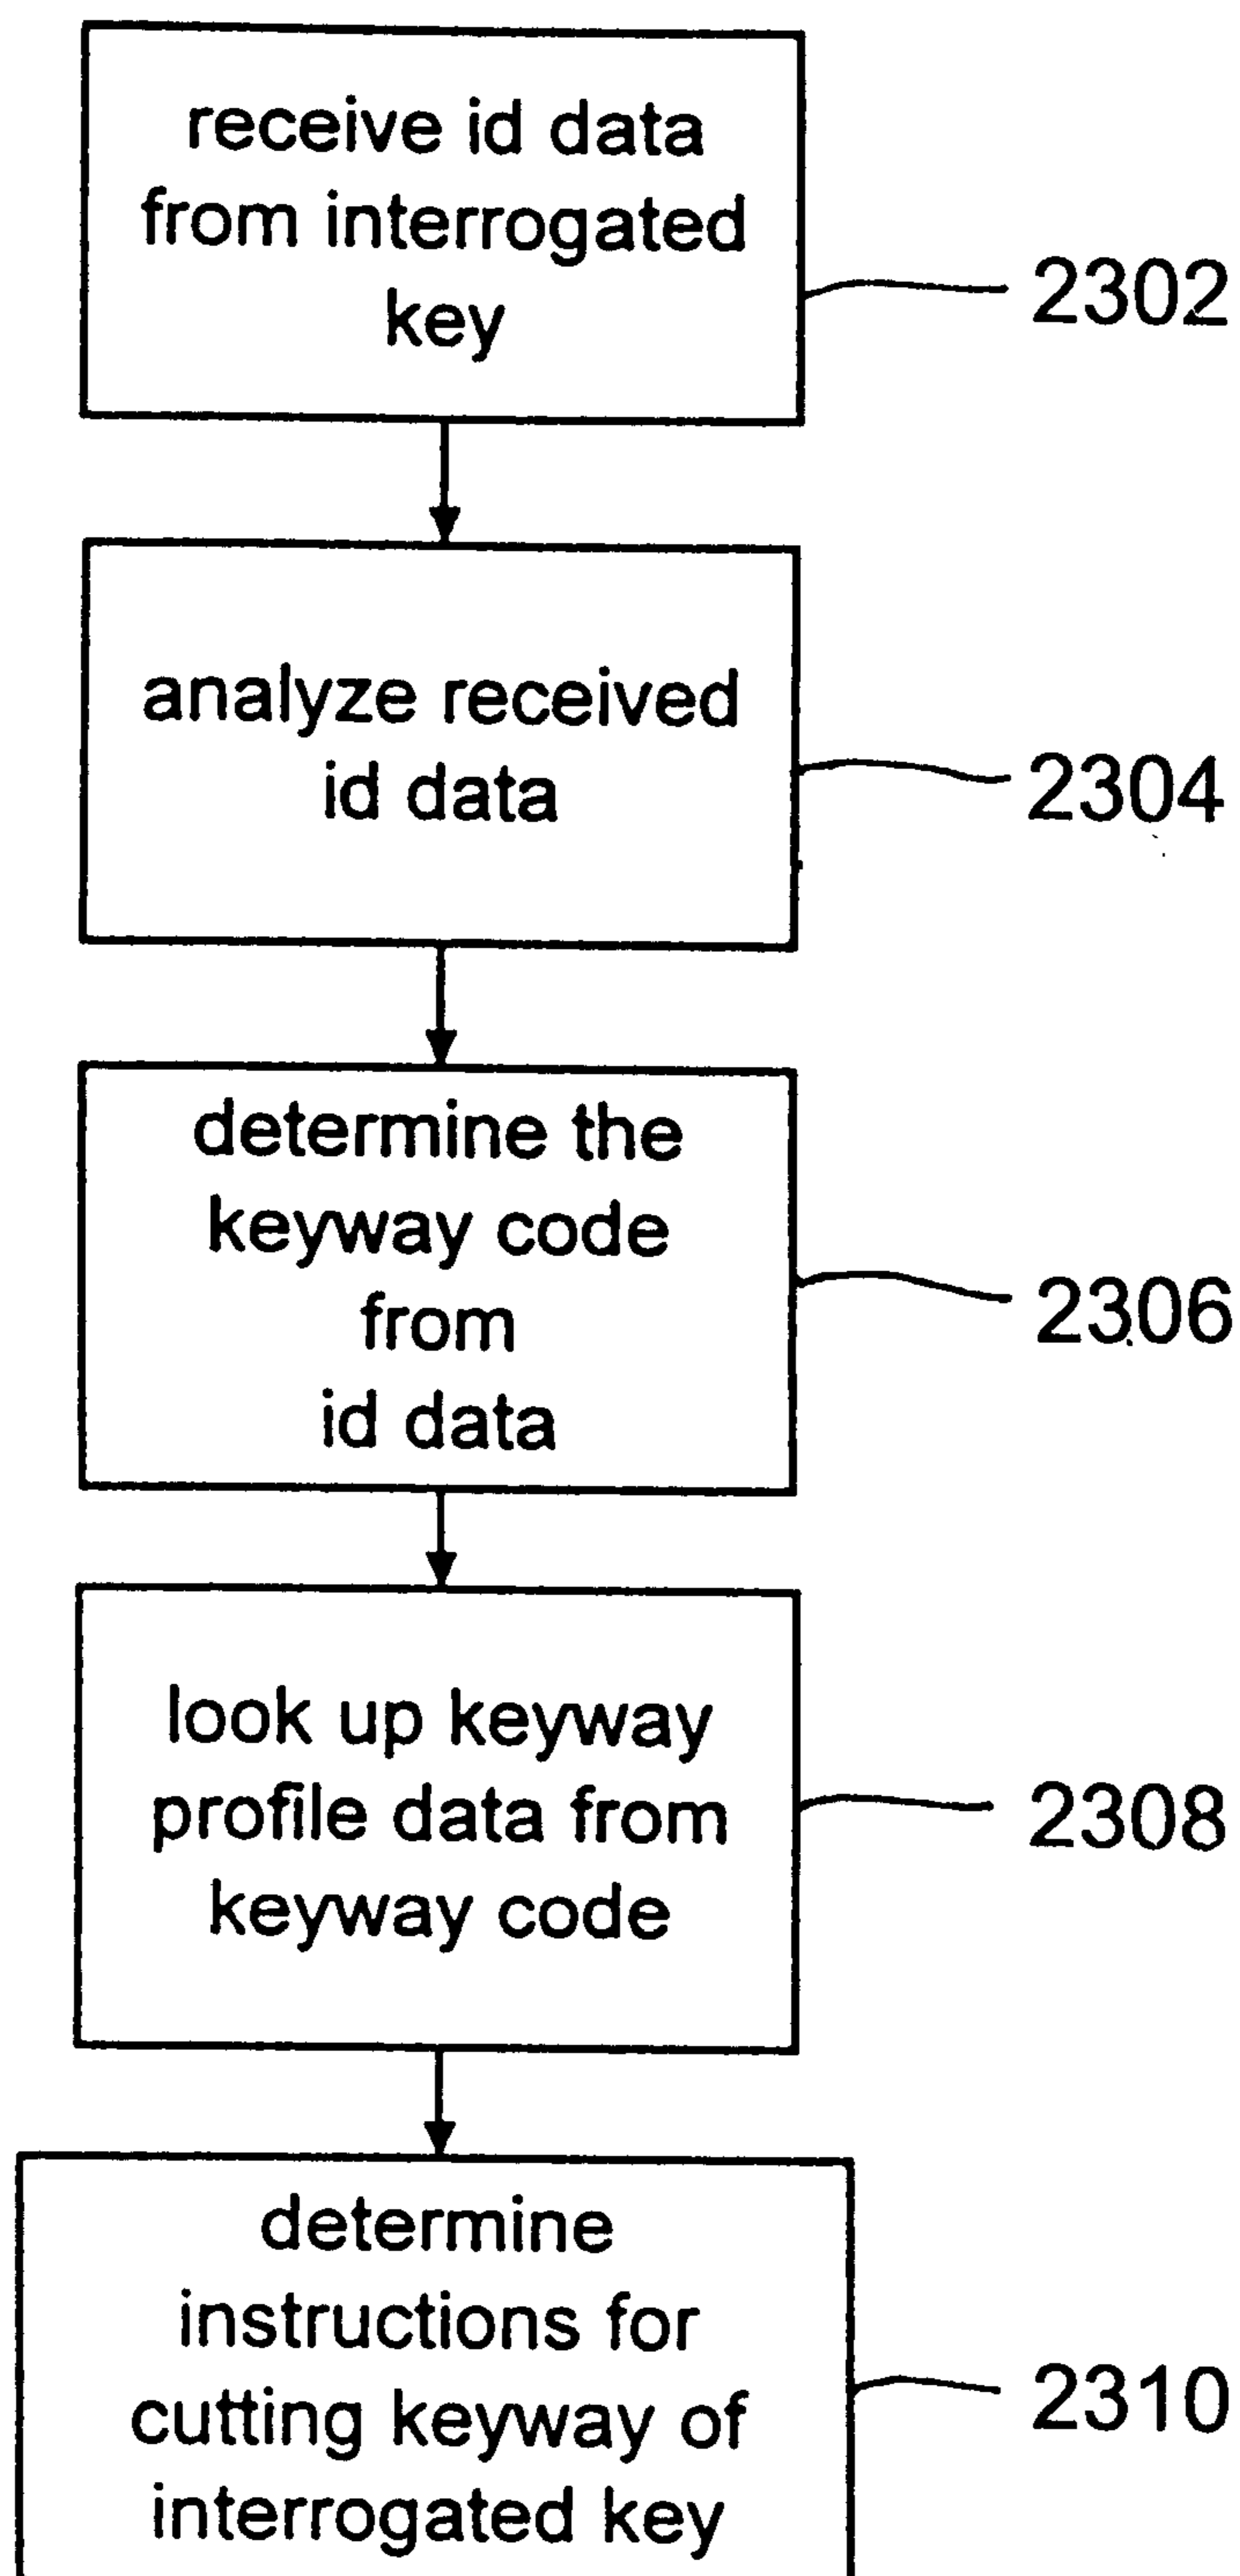 receive id data
from interrogated
key
2302
analyze received
id data
2304
determine the
keyway code
from
id data
2306
look up keyway
profile data from
keyway code
2308
determine
instructions for
cutting keyway of
interrogated key
2310